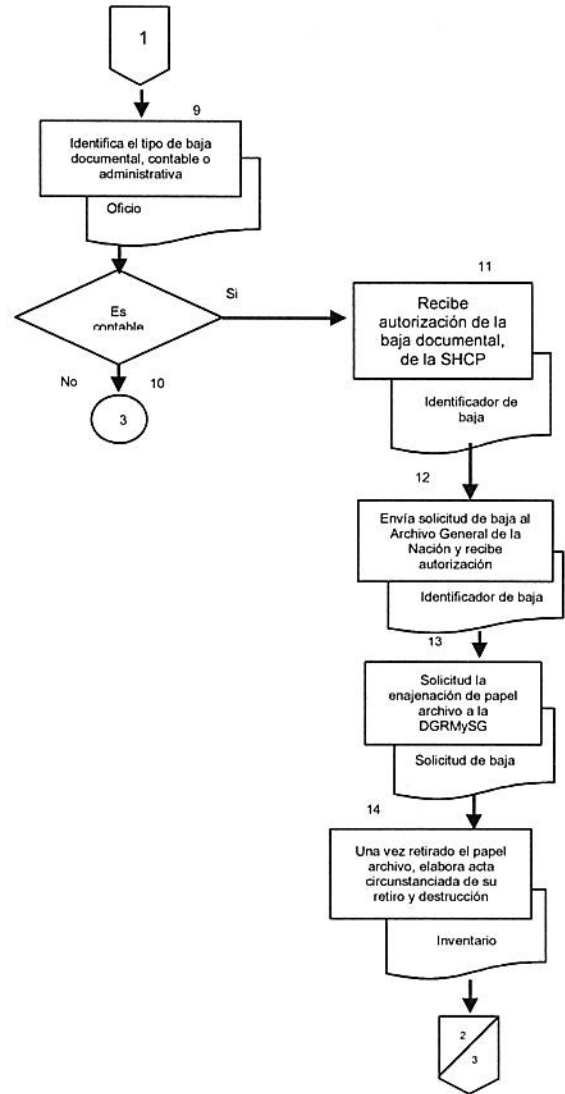 1
9
Identifica el tipo de baja
documental, contable o
administrativa
Oficio
Es
contable
Si
No
10
3
11
Recibe
autorización de la
baja documental,
de la SHCP
Identificador de
baja
12
Envía solicitud de baja al
Archivo General de la
Nación y recibe
autorización
Identificador de baja
13
Solicitud la
enajenación de papel
archivo a la
DGRMySG
Solicitud de baja
14
Una vez retirado el papel
archivo, elabora acta
circunstanciada de su
retiro y destrucción
Inventario
2
3